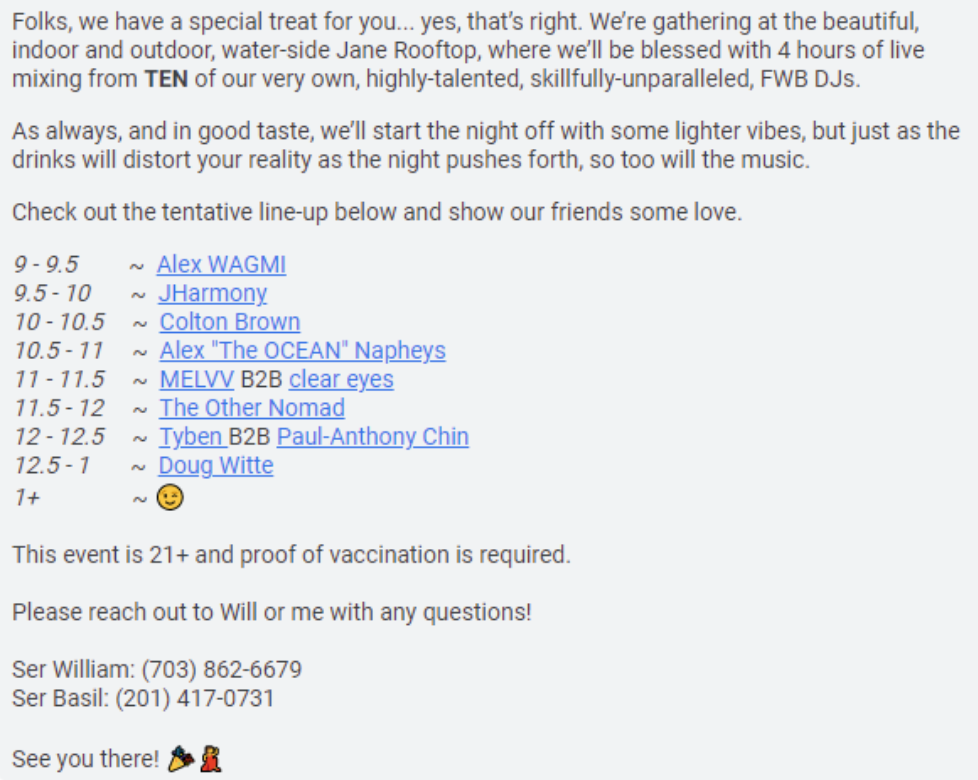 Folks, we have a special treat for you... yes, that's right. We're gathering at the beautiful,
indoor and outdoor, water-side Jane Rooftop, where we'll be blessed with 4 hours of live
mixing from TEN of our very own, highly-talented, skillfully-unparalleled, FWB DJs.
As always, and in good taste, we'll start the night off with some lighter vibes, but just as the
drinks will distort your reality as the night pushes forth, so too will the music.
Check out the tentative line-up below and show our friends some love.
9 - 9.5 ~ Alex WAGMI
9.5 - 10 ~ JHarmony
10 - 10.5 ~ Colton Brown
10.5 - 11 ~ Alex "The OCEAN" Napheys
11 - 11.5 ~ MELVV B2B clear eyes
11.5 - 12 ~ The Other Nomad
12 - 12.5 ~ Tyben B2B Paul-Anthony Chin
12.5 - 1 ~ Doug Witte
1+ ~ 😉
This event is 21+ and proof of vaccination is required.
Please reach out to Will or me with any questions!
Ser William: (703) 862-6679
Ser Basil: (201) 417-0731
See you there! 🎉💃